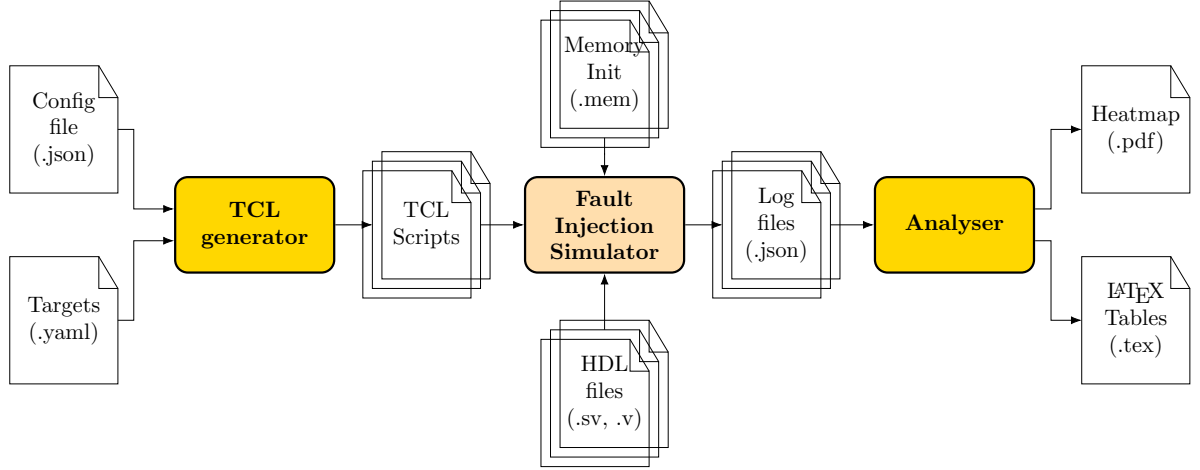 Config
file
(.json)
Targets
(.yaml)
TCL
generator
TCL
Scripts
Memory
Init
(.mem)
Fault
Injection
Simulator
HDL
files
(.sv, .v)
Log
files
(.json)
Analyser
Heatmap
(.pdf)
LATEX
Tables
(.tex)